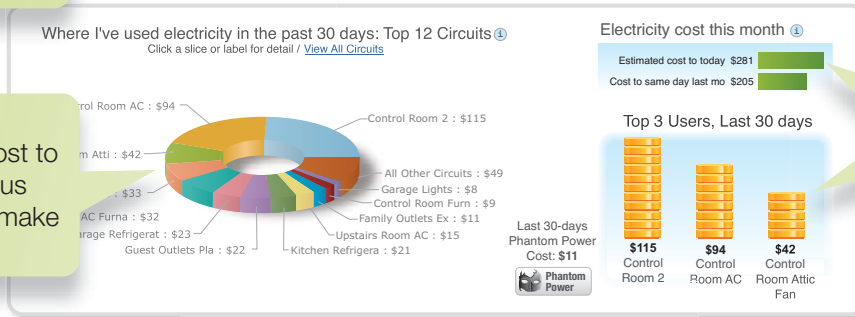 Where I've used electricity in the past 30 days: Top 12 Circuits
Click a slice or label for detail / View All Circuits
Room AC : $94
Control Room 2 : $115
Atti : $42
All Other Circuits : $49
: $33
Garage Lights : $8
Control Room Furn : $9
AC Furna : $32
Family Outlets Ex : $11
Refrigerat : $23
Upstairs Room AC : $15
Guest Outlets Pla : $22
Kitchen Refrigera : $21
ost to
us
make
Last 30-days
Phantom Power
Cost: $11
Phantom
Power
Electricity cost this month
Estimated cost to today $281
Cost to same day last mo $205
Top 3 Users, Last 30 days
$115
Control
Room 2
$94
Control
Room AC
$42
Control
Room Attic
Fan